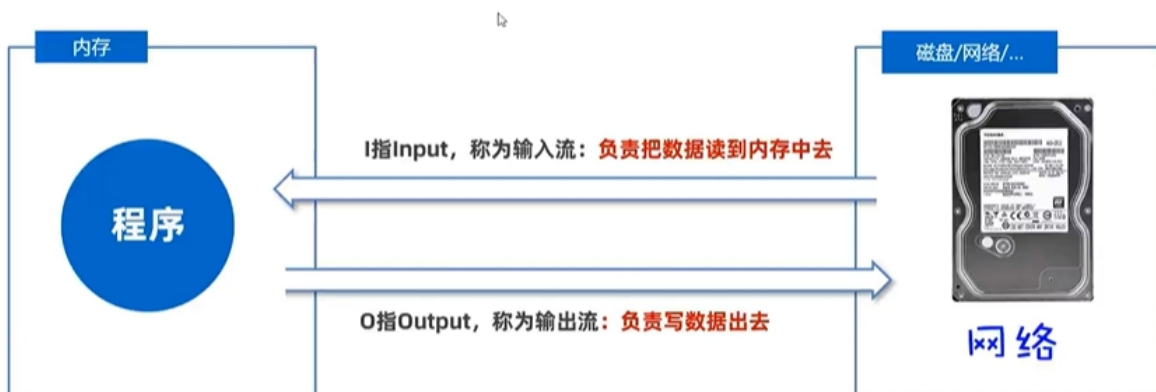 内存
磁盘/网络/...
I指Input，称为输入流：负责把数据读到内存中去
程序
O指Output，称为输出流：负责写数据出去
TOSHIBA
网络